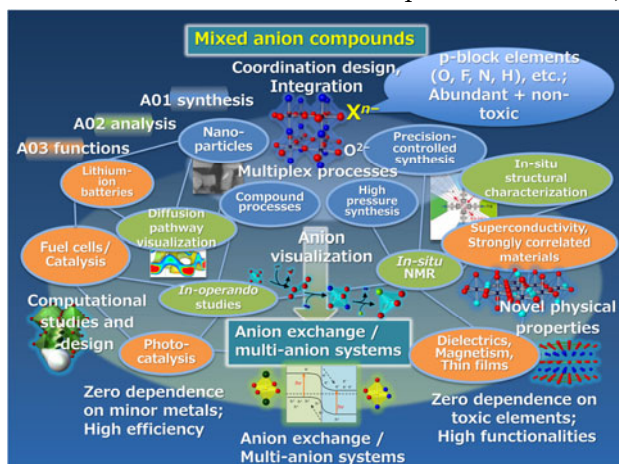 Mixed anion compounds
Coordination design,
Integration
p-block elements
(O, F, N, H), etc.;
Abundant + non-
toxic
A01 synthesis
A02 analysis
A03 functions
Xn−
O2−
Nano-
particles
Precision-
controlled
synthesis
Multiplex processes
In-situ
structural
characterization
Lithium-
ion
batteries
Compound
processes
High
pressure
synthesis
Diffusion
pathway
visualization
Fuel cells/
Catalysis
Anion
visualization
Superconductivity,
Strongly correlated
materials
In-situ
NMR
In-operando
studies
Computational
studies and
design
Novel physical
properties
Photo-
catalysis
Anion exchange /
multi-anion systems
Dielectrics,
Magnetism,
Thin films
Zero dependence
on minor metals;
High efficiency
Zero dependence on
toxic elements;
High functionalities
Anion exchange /
Multi-anion systems